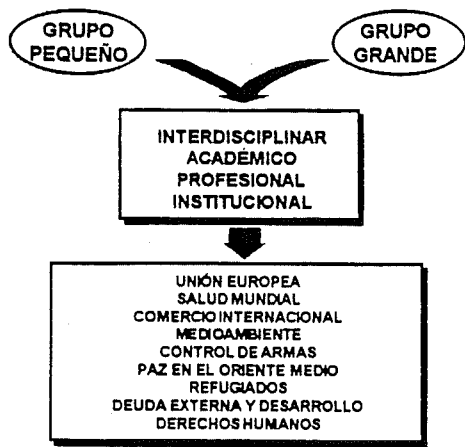 GRUPO
PEQUEÑO
GRUPO
GRANDE
INTERDISCIPLINAR
ACADÉMICO
PROFESIONAL
INSTITUCIONAL
UNIÓN EUROPEA
SALUD MUNDIAL
COMERCIO INTERNACIONAL
MEDIOAMBIENTE
CONTROL DE ARMAS
PAZ EN EL ORIENTE MEDIO
REFUGIADOS
DEUDA EXTERNA Y DESARROLLO
DERECHOS HUMANOS